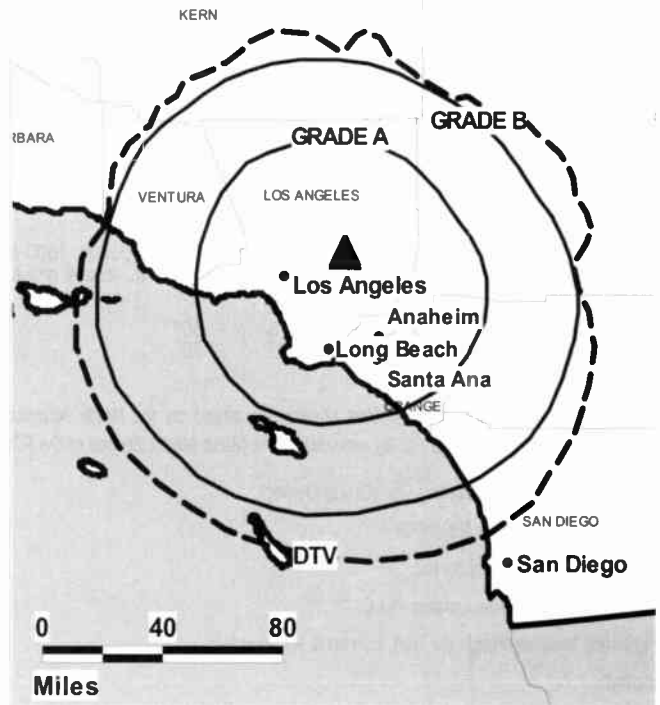 KERN
GRADE B
GRADE A
RBARA
VENTURA
LOS ANGELES
Los Angeles
Anaheim
Long Beach
Santa Ana
ORANGE
SAN DIEGO
DTV
San Diego
0 40 80
Miles